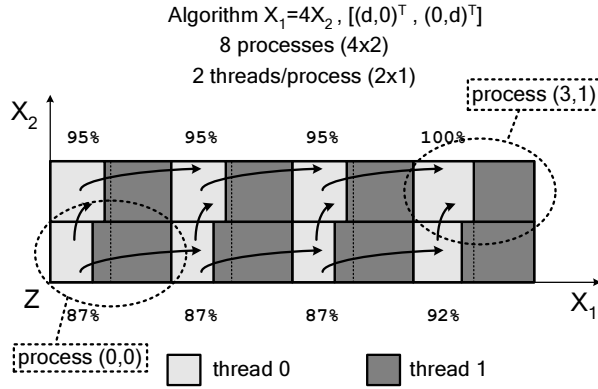 Algorithm X₁=4X₂ , [(d,0)ᵀ , (0,d)ᵀ]
8 processes (4x2)
2 threads/process (2x1)
process (3,1)
X₂
95% 95% 95% 100%
Z
X₁
87% 87% 87% 92%
process (0,0)
thread 0 thread 1